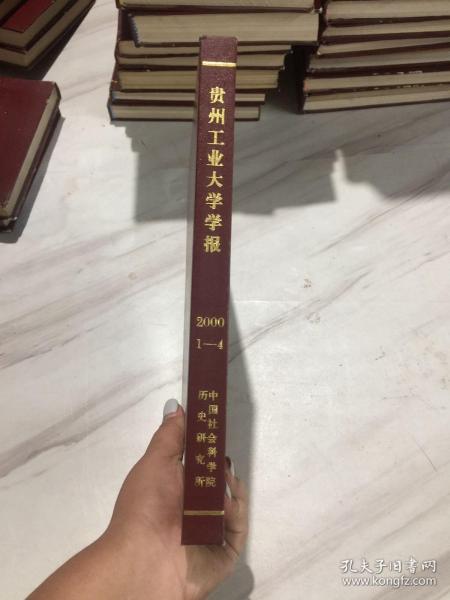 贵州工业大学学报
2000
1—4
中国社会科学院
历史研究所
孔夫子旧书网
www.kongfz.com